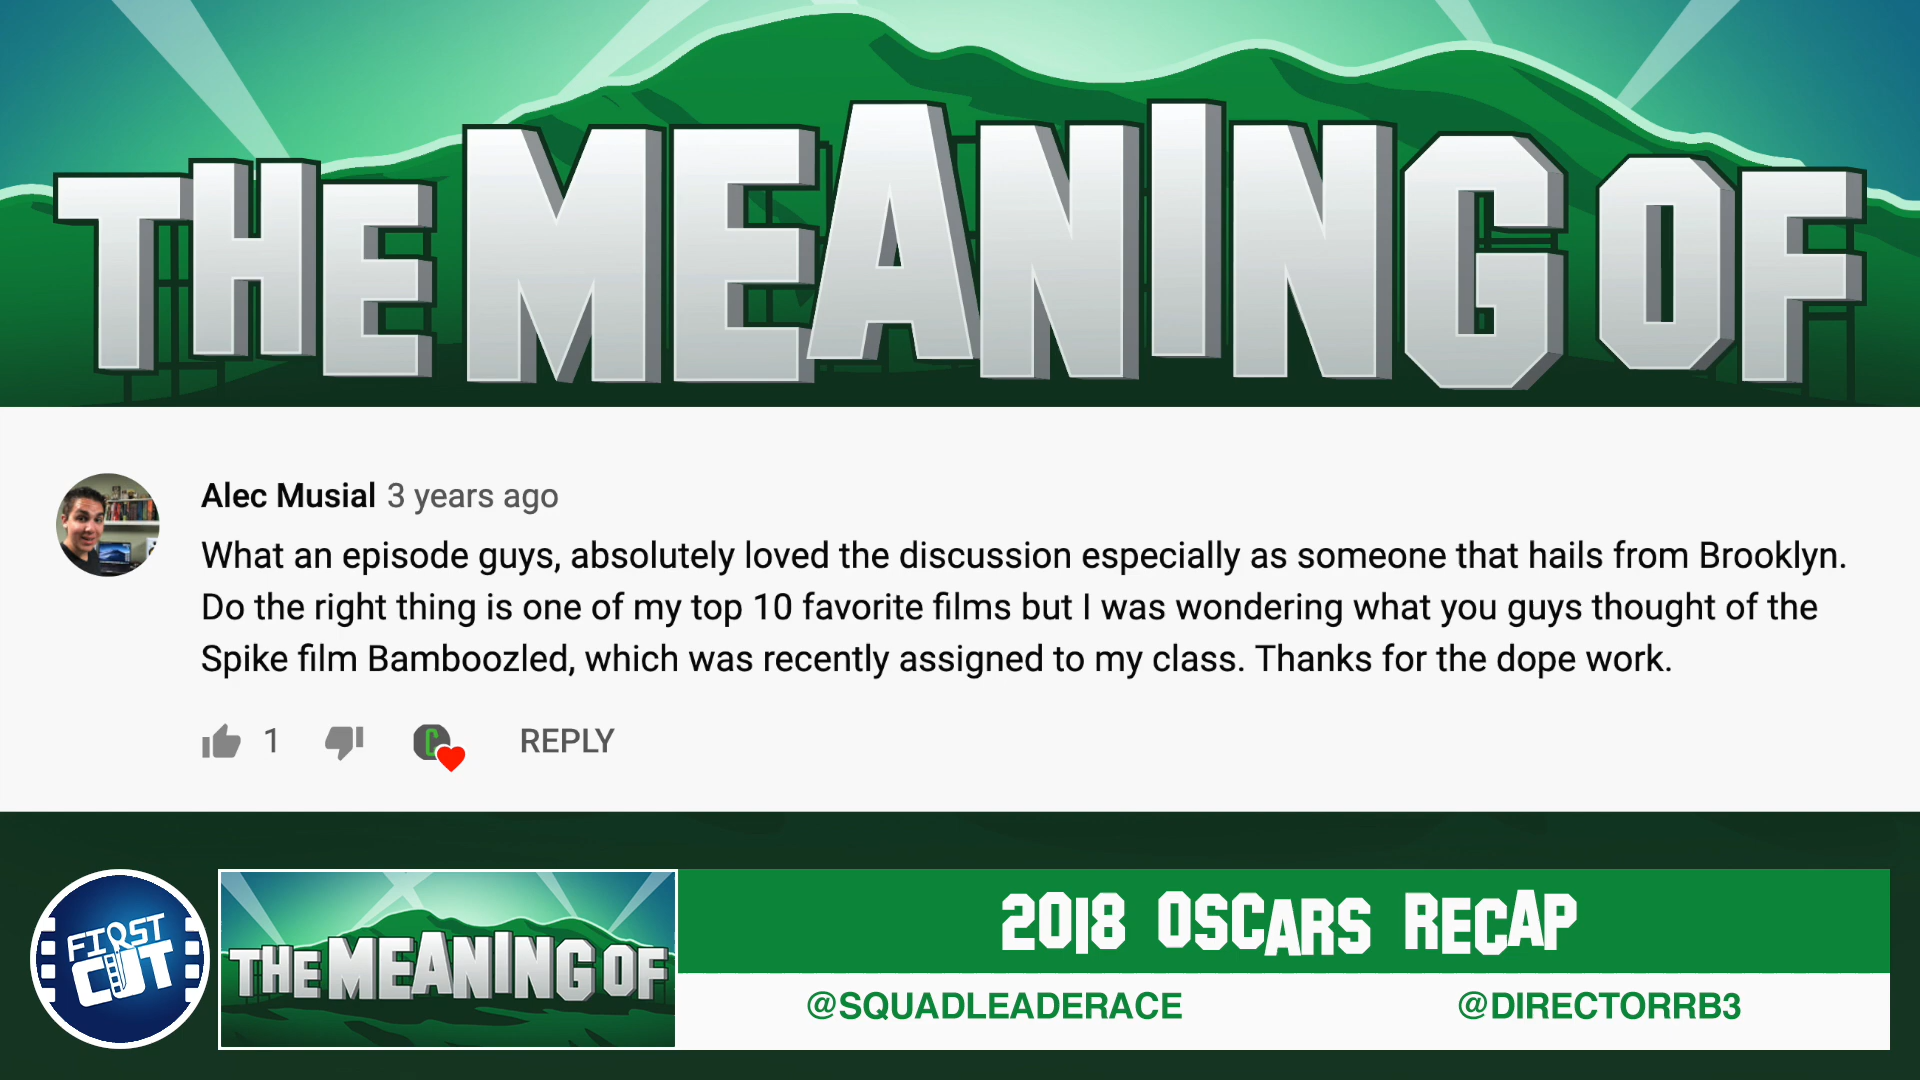 THE MEANING OF
Alec Musial 3 years ago
What an episode guys, absolutely loved the discussion especially as someone that hails from Brooklyn.
Do the right thing is one of my top 10 favorite films but I was wondering what you guys thought of the
Spike film Bamboozled, which was recently assigned to my class. Thanks for the dope work.
1 C REPLY
FIRST
CUT
THE MEANING OF
2018 OSCARS RECAP
@SQUADLEADERACE @DIRECTORRB3